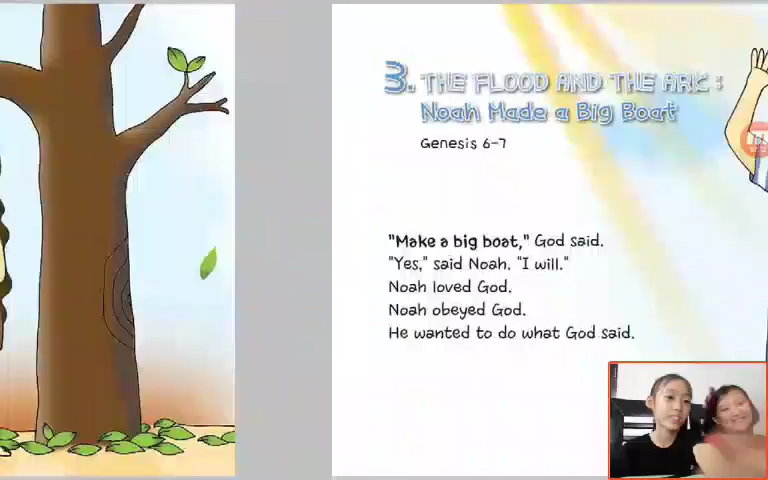 3. THE FLOOD AND THE ARK :
Noah Made a Big Boat
Genesis 6-7
"Make a big boat," God said.
"Yes," said Noah. "I will."
Noah loved God.
Noah obeyed God.
He wanted to do what God said.